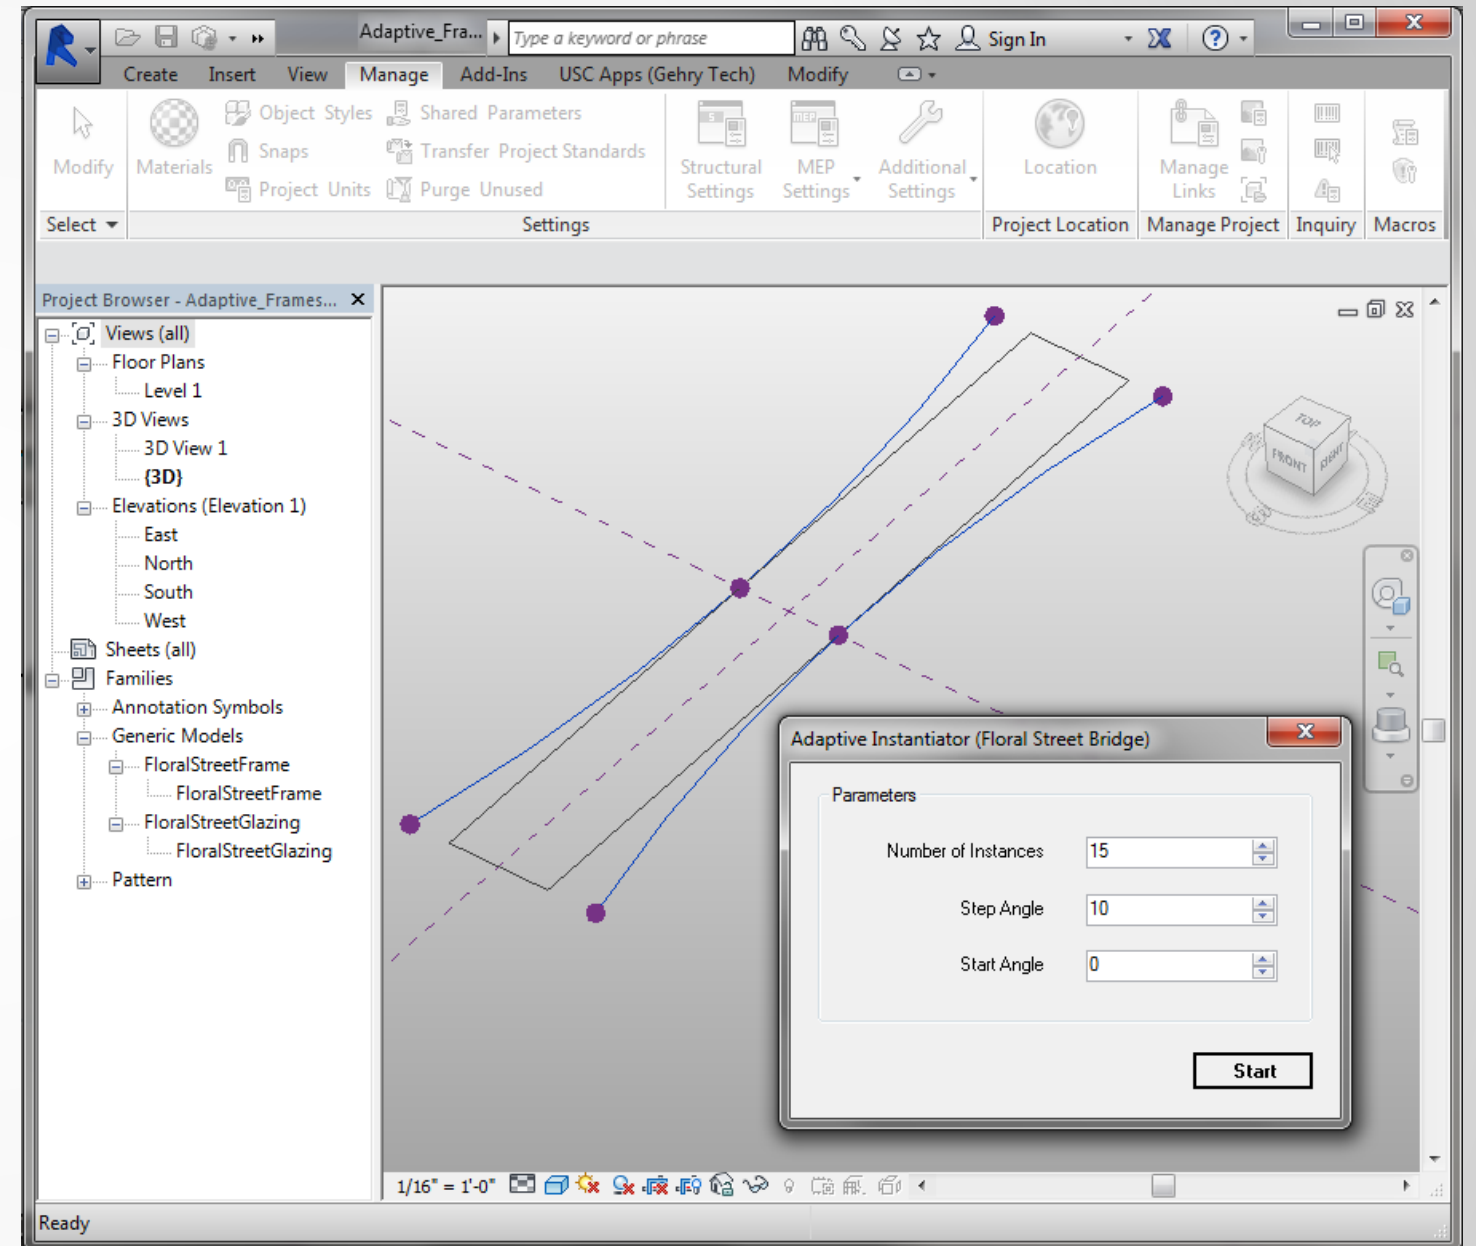 Adaptive_Fra... Type a keyword or phrase Sign In
Create Insert View Manage Add-Ins USC Apps (Gehry Tech) Modify
Modify
Materials
Object Styles
Snaps
Project Units
Shared Parameters
Transfer Project Standards
Purge Unused
Structural
Settings
MEP
Settings
Additional
Settings
Location
Manage
Links
Select Settings Project Location Manage Project Inquiry Macros
Project Browser - Adaptive_Frames...
Views (all)
Floor Plans
Level 1
3D Views
3D View 1
{3D}
Elevations (Elevation 1)
East
North
South
West
Sheets (all)
Families
Annotation Symbols
Generic Models
FloralStreetFrame
FloralStreetFrame
FloralStreetGlazing
FloralStreetGlazing
Pattern
TOP
FRONT
RIGHT
Adaptive Instantiator (Floral Street Bridge)
Parameters
Number of Instances 15
Step Angle 10
Start Angle 0
Start
1/16" = 1'-0"
Ready